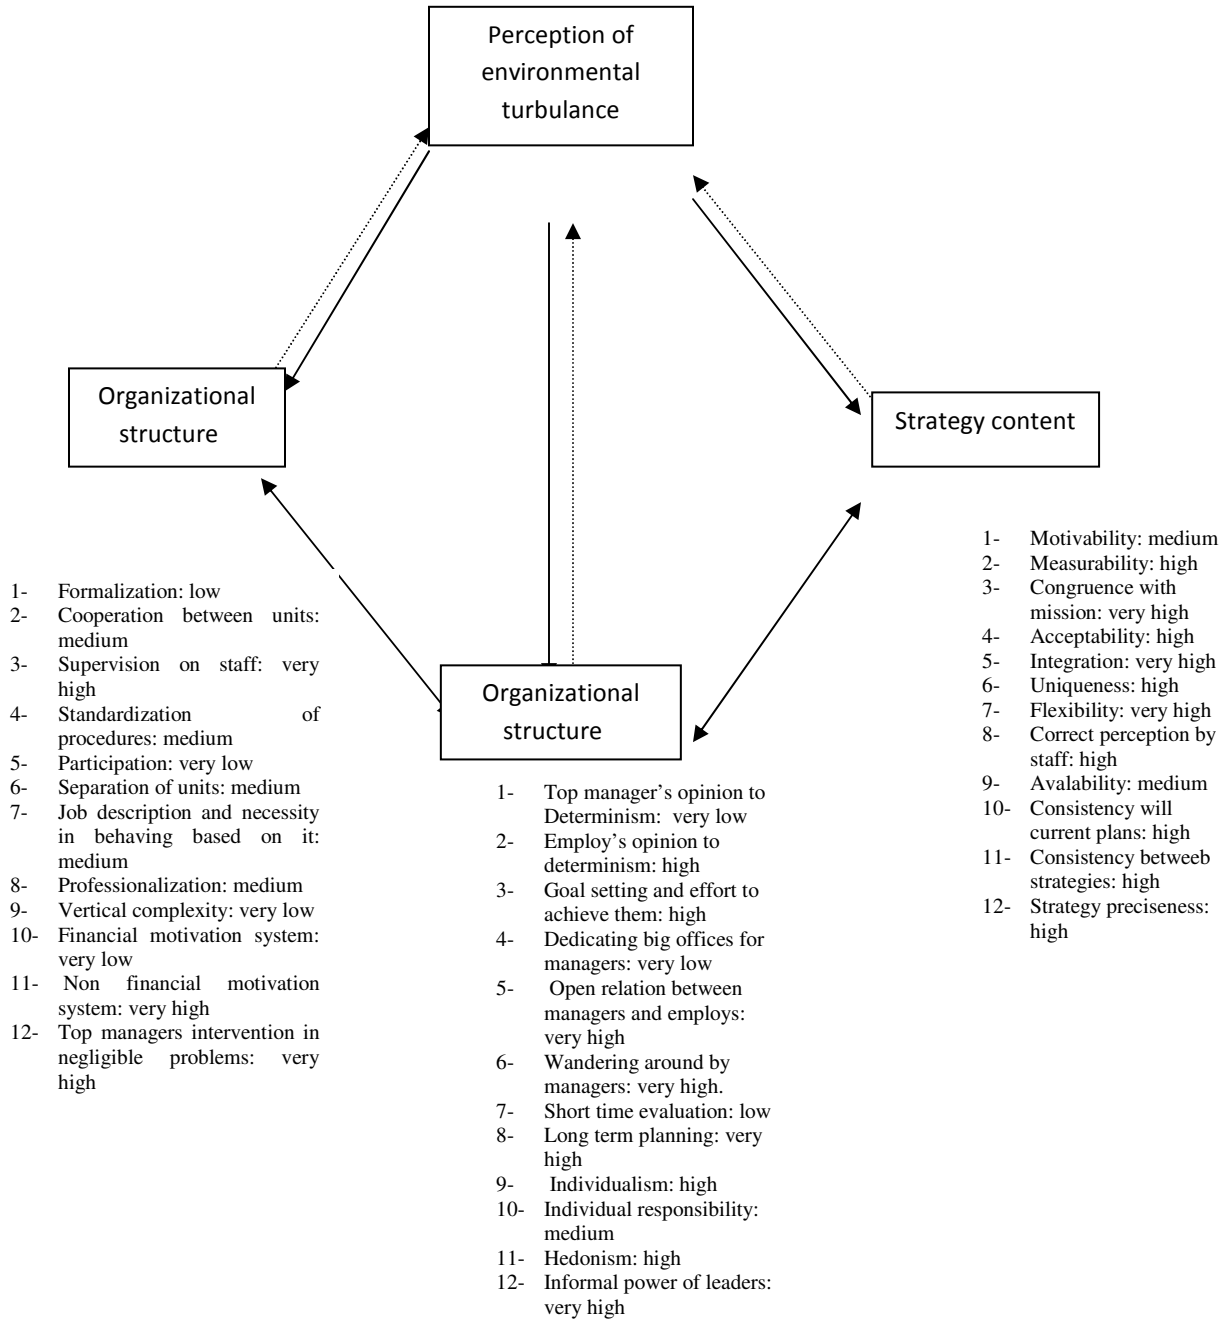 Perception of
environmental
turbulance
Organizational
structure
Strategy content
1- Formalization: low
2- Cooperation between units:
medium
3- Supervision on staff: very
high
4- Standardization of
procedures: medium
5- Participation: very low
6- Separation of units: medium
7- Job description and necessity
in behaving based on it:
medium
8- Professionalization: medium
9- Vertical complexity: very low
10- Financial motivation system:
very low
11- Non financial motivation
system: very high
12- Top managers intervention in
negligible problems: very
high
Organizational
structure
1- Top manager’s opinion to
Determinism: very low
2- Employ’s opinion to
determinism: high
3- Goal setting and effort to
achieve them: high
4- Dedicating big offices for
managers: very low
5- Open relation between
managers and employs:
very high
6- Wandering around by
managers: very high.
7- Short time evaluation: low
8- Long term planning: very
high
9- Individualism: high
10- Individual responsibility:
medium
11- Hedonism: high
12- Informal power of leaders:
very high
1- Motivability: medium
2- Measurability: high
3- Congruence with
mission: very high
4- Acceptability: high
5- Integration: very high
6- Uniqueness: high
7- Flexibility: very high
8- Correct perception by
staff: high
9- Avalability: medium
10- Consistency will
current plans: high
11- Consistency betweeb
strategies: high
12- Strategy preciseness:
high